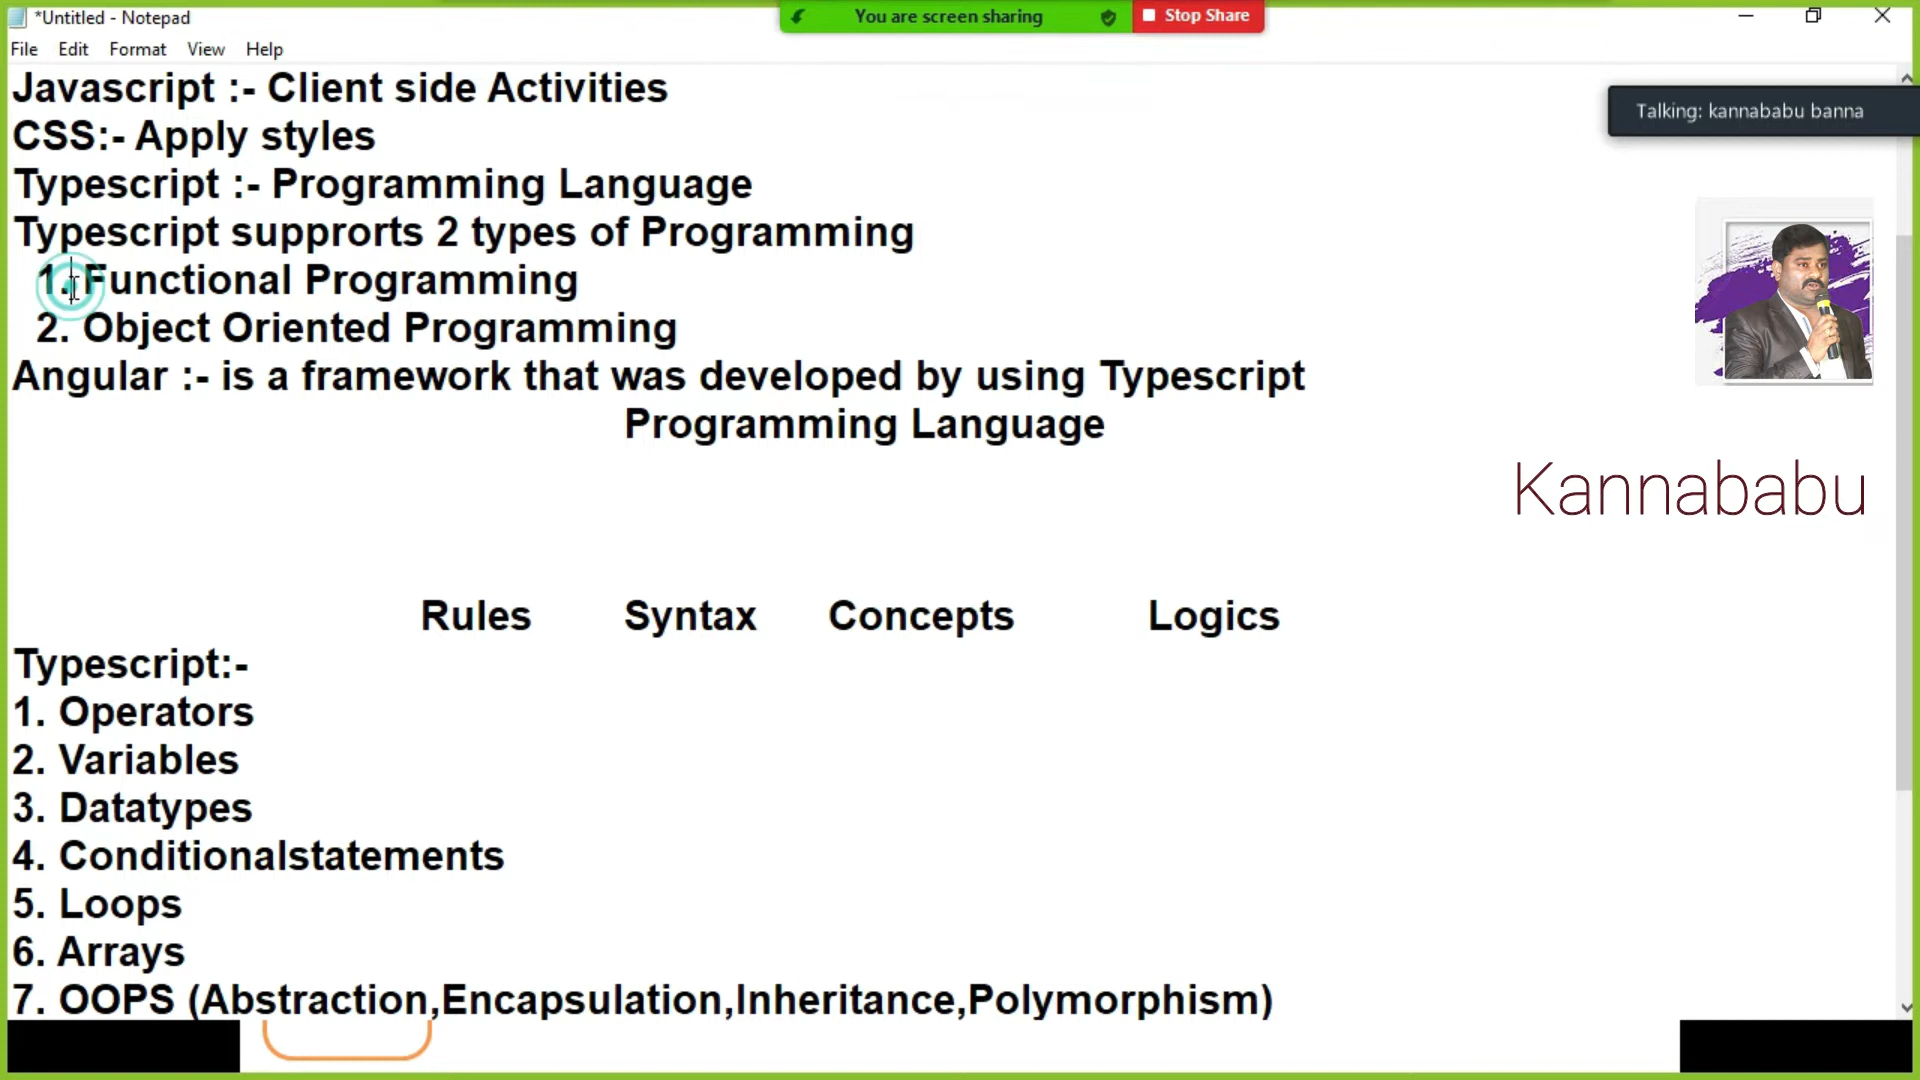 *Untitled - Notepad
You are screen sharing
Stop Share
File Edit Format View Help
Talking: kannababu banna
Javascript :- Client side Activities
CSS:- Apply styles
Typescript :- Programming Language
Typescript supprorts 2 types of Programming
1. Functional Programming
2. Object Oriented Programming
Angular :- is a framework that was developed by using Typescript
Programming Language
Kannababu
Rules Syntax Concepts Logics
Typescript:-
1. Operators
2. Variables
3. Datatypes
4. Conditionalstatements
5. Loops
6. Arrays
7. OOPS (Abstraction,Encapsulation,Inheritance,Polymorphism)